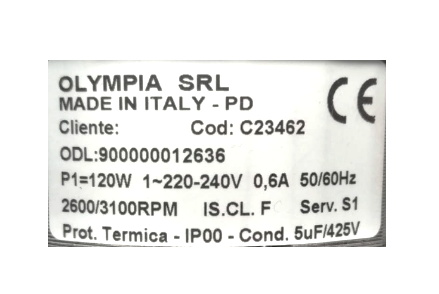 OLYMPIA SRL
MADE IN ITALY - PD
CE
Cliente: Cod: C23462
ODL:900000012636
P1=120W 1~220-240V 0,6A 50/60Hz
2600/3100RPM IS.CL. F Serv. S1
Prot. Termica - IP00 - Cond. 5uF/425V